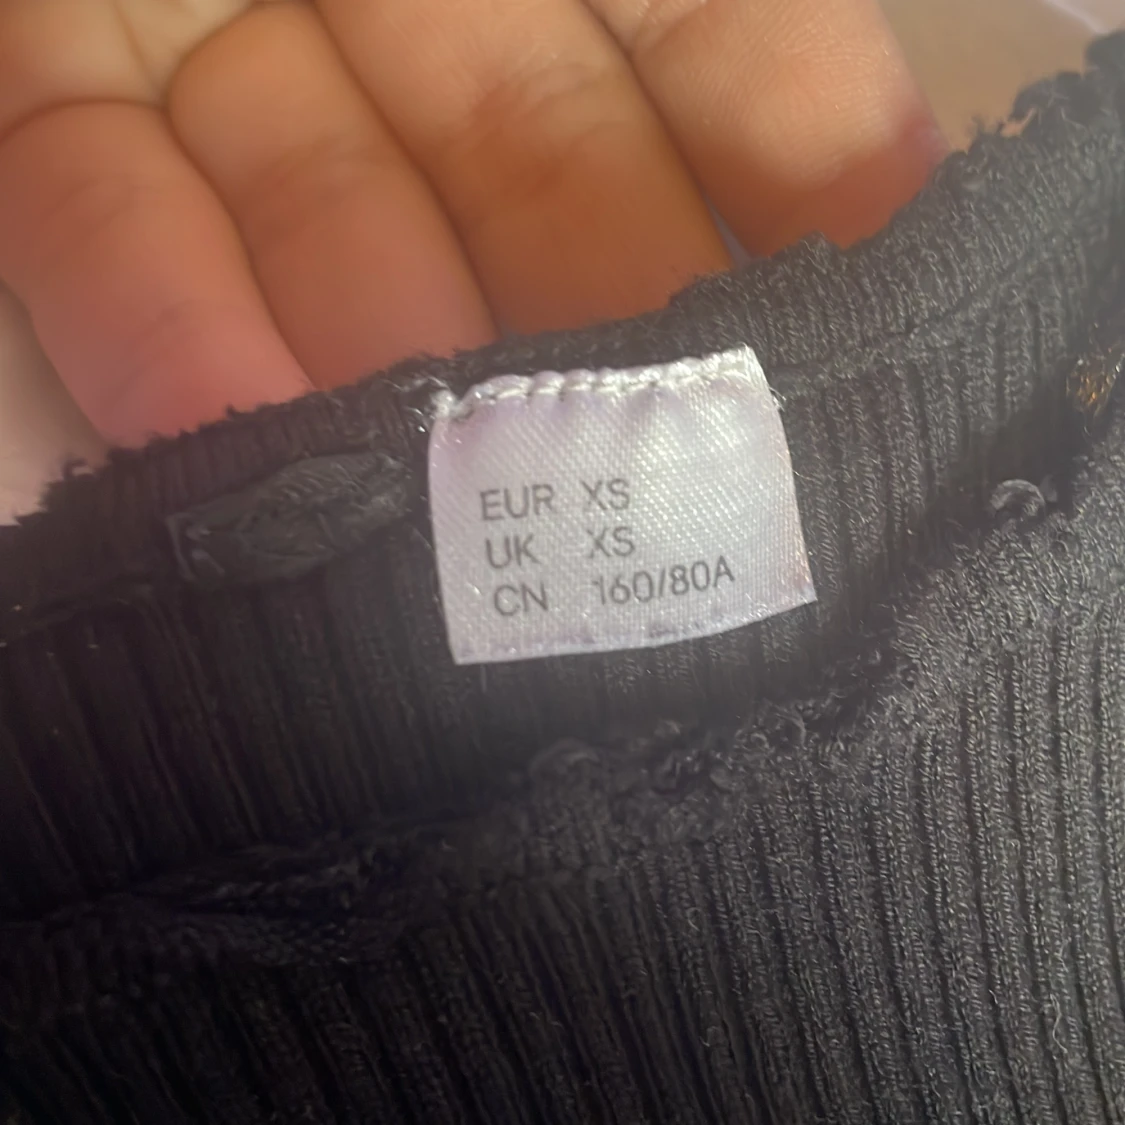 EUR XS
UK XS
CN 160/80A